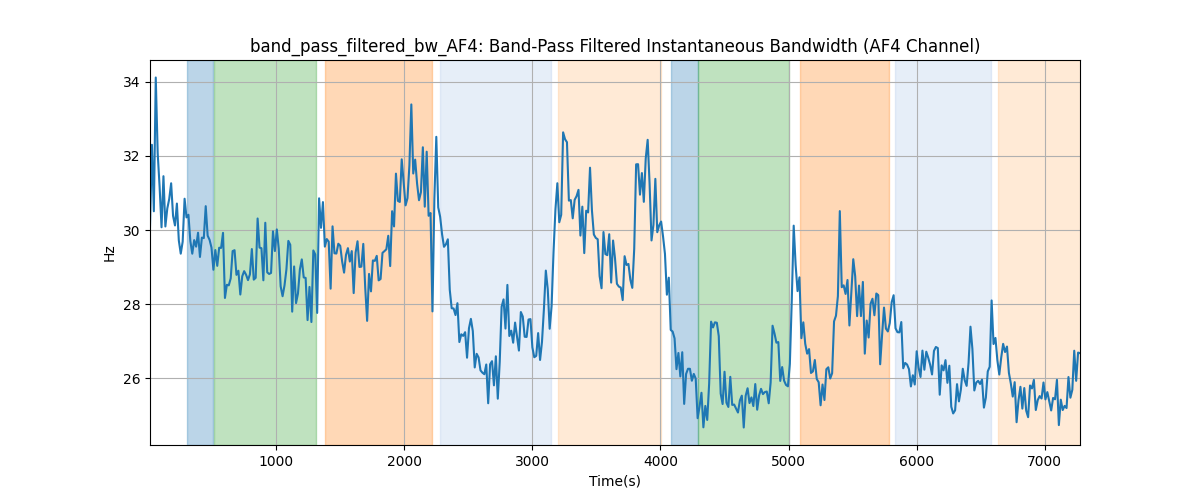 band_pass_filtered_bw_AF4: Band-Pass Filtered Instantaneous Bandwidth (AF4 Channel)
34
32
30
28
26
Hz
1000 2000 3000 4000 5000 6000 7000
Time(s)